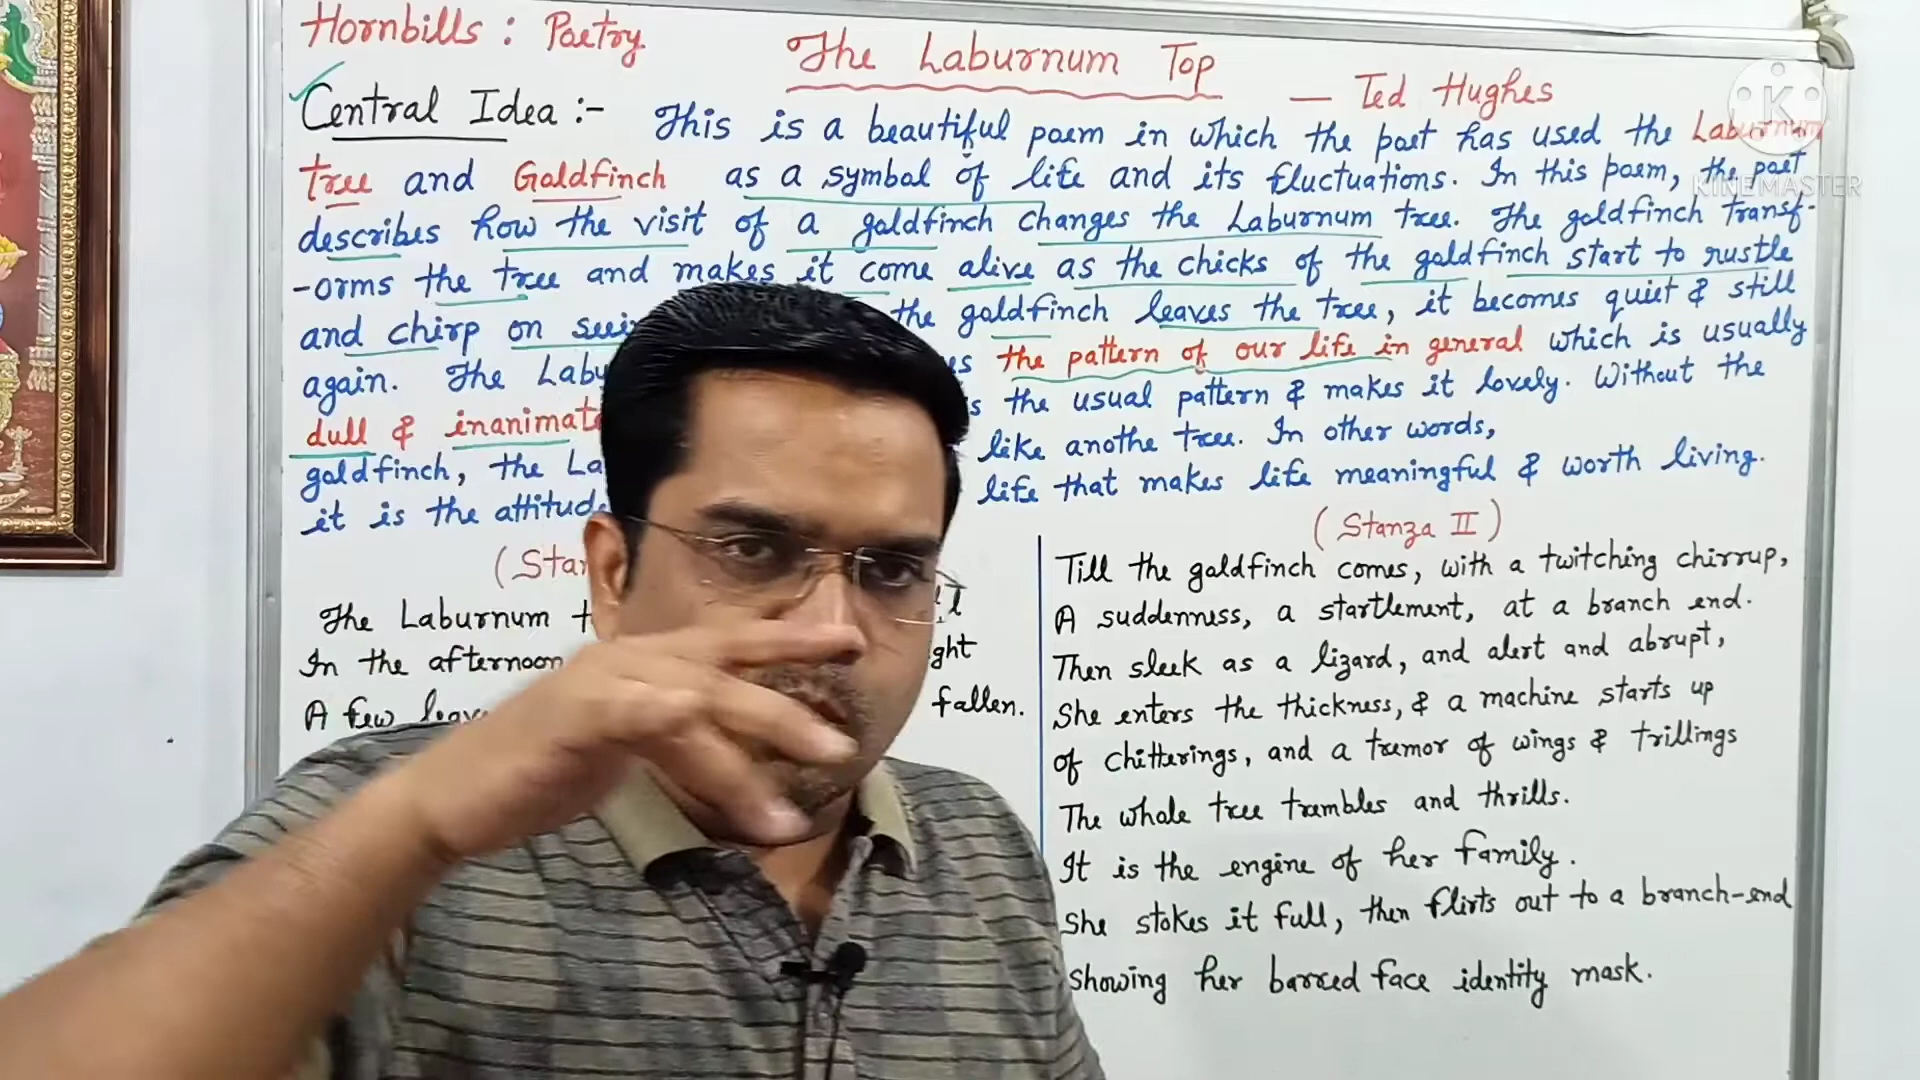 Hornbills : Poetry
The Laburnum Top
— Ted Hughes
Central Idea :- This is a beautiful poem in which the poet has used the Laburnum
tree and Goldfinch as a symbol of life and its fluctuations. In this poem, the poet
describes how the visit of a goldfinch changes the Laburnum tree. The goldfinch transf-
-orms the tree and makes it come alive as the chicks of the goldfinch start to rustle
and chirp on the goldfinch leaves the tree, it becomes quiet & still
again. The the pattern of our life in general which is usually
dull & the usual pattern & makes it lovely. Without the
goldfinch, the like anothe tree. In other words,
it is the life that makes life meaningful & worth living.
The Laburnum
In the afternoon
A few fallen.
(Stanza II)
Till the goldfinch comes, with a twitching chirrup,
A suddenness, a startlement, at a branch end.
Then sleek as a lizard, and alert and abrupt,
She enters the thickness, & a machine starts up
of chitterings, and a tremor of wings & trillings
The whole tree trembles and thrills.
It is the engine of her family.
She stokes it full, then flirts out to a branch-end
Showing her barred face identity mask.
K
KINEMASTER